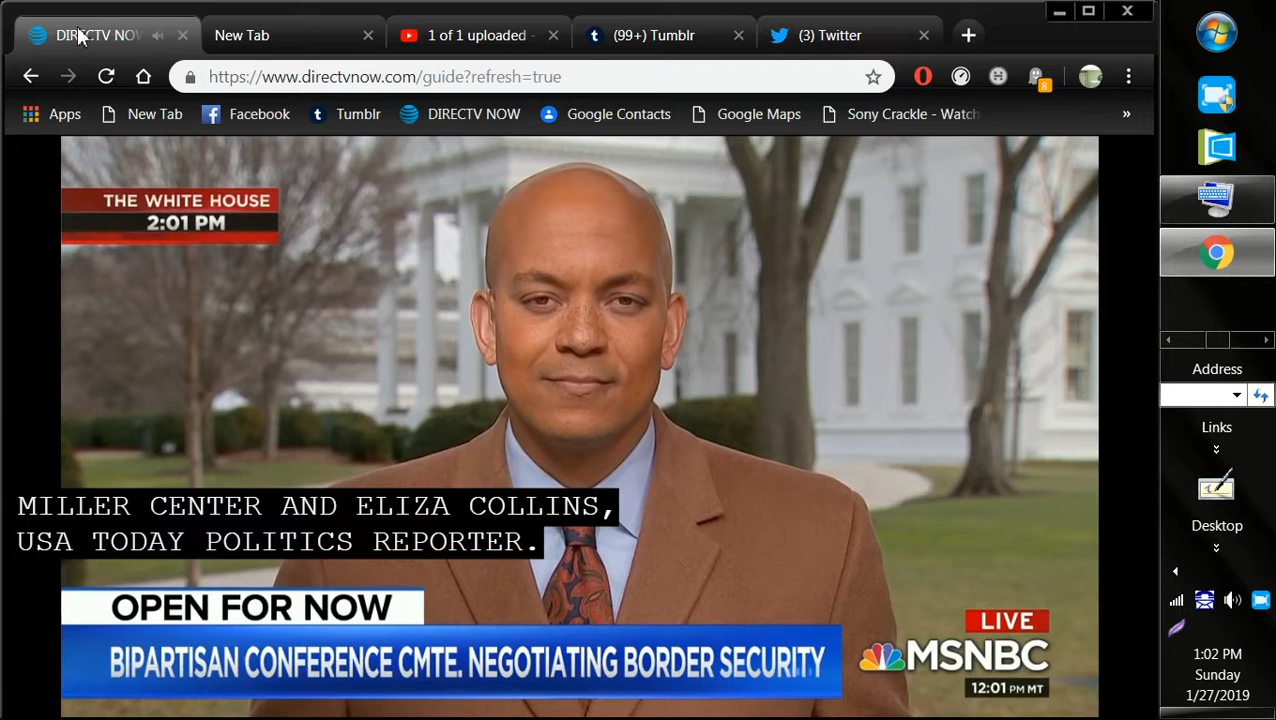 DIRECTV NOW
New Tab
1 of 1 uploaded -
(99+) Tumblr
(3) Twitter
https://www.directvnow.com/guide?refresh=true
8
Apps
New Tab
Facebook
Tumblr
DIRECTV NOW
Google Contacts
Google Maps
Sony Crackle - Watch
»
THE WHITE HOUSE
2:01 PM
MILLER CENTER AND ELIZA COLLINS,
USA TODAY POLITICS REPORTER.
OPEN FOR NOW
BIPARTISAN CONFERENCE CMTE. NEGOTIATING BORDER SECURITY
LIVE
MSNBC
12:01 PM MT
Address
Links
Desktop
1:02 PM
Sunday
1/27/2019